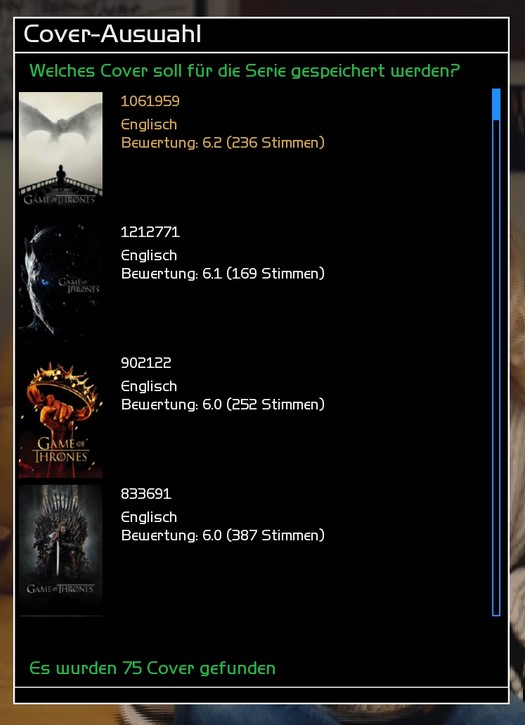 Cover-Auswahl
Welches Cover soll für die Serie gespeichert werden?
1061959
Englisch
Bewertung: 6.2 (236 Stimmen)
GAME OF THRONES
1212771
Englisch
Bewertung: 6.1 (169 Stimmen)
GAME OF
THRONES
902122
Englisch
Bewertung: 6.0 (252 Stimmen)
GAME OF
THRONES
833691
Englisch
Bewertung: 6.0 (387 Stimmen)
GAME OF THRONES
Es wurden 75 Cover gefunden